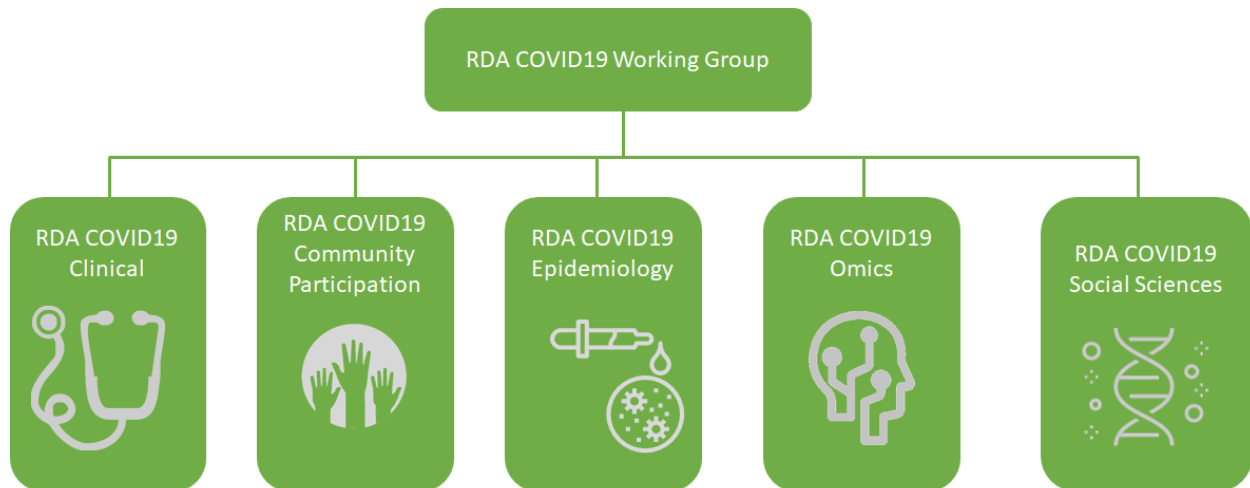 RDA COVID19 Working Group
RDA COVID19
Clinical
RDA COVID19
Community
Participation
RDA COVID19
Epidemiology
RDA COVID19
Omics
RDA COVID19
Social Sciences